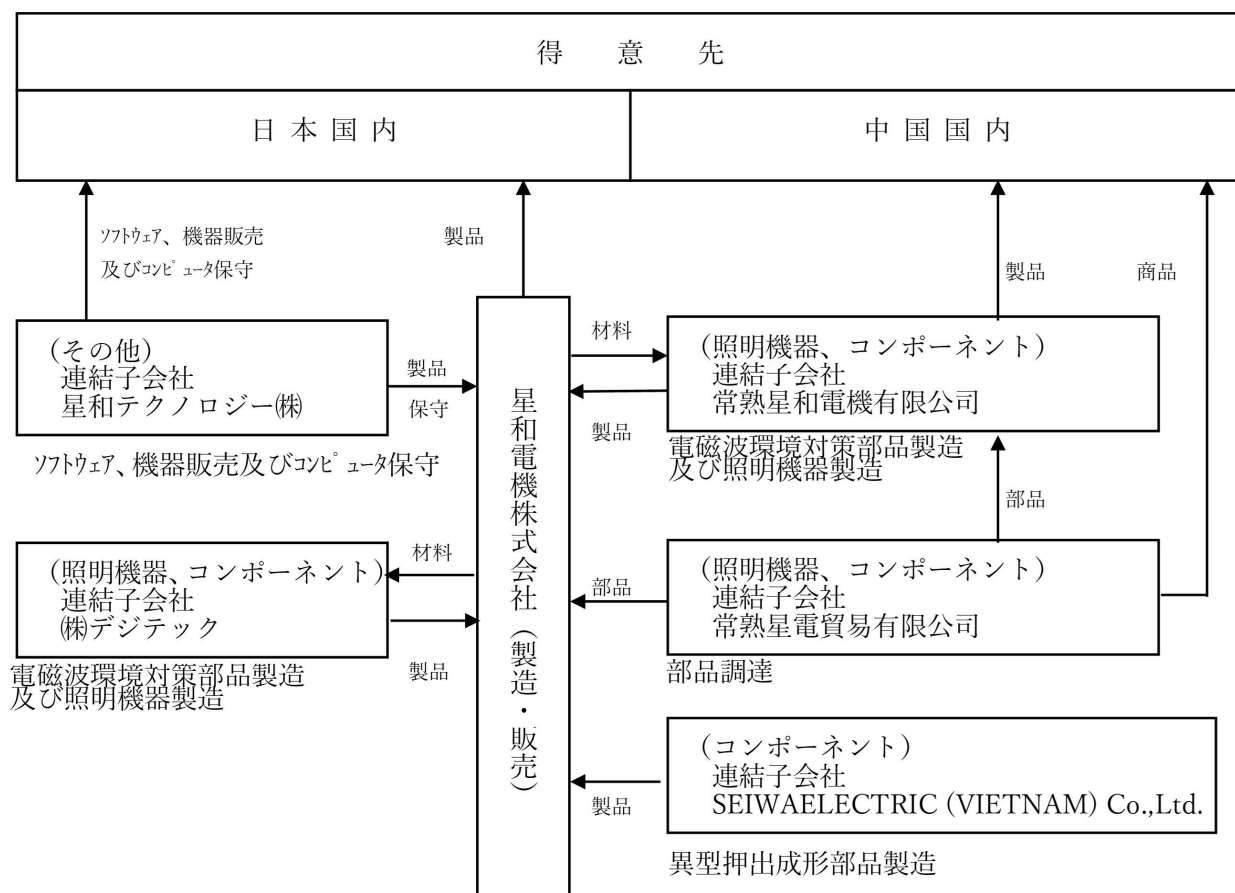 得意先
日本国内
中国国内
ソフトウェア、機器販売
及びコンピュータ保守
製品
製品
商品
(その他)
連結子会社
星和テクノロジー㈱
ソフトウェア、機器販売及びコンピュータ保守
製品
保守
(照明機器、コンポーネント)
連結子会社
㈱デジテック
電磁波環境対策部品製造
及び照明機器製造
材料
製品
星和電機株式会社(製造・販売)
材料
製品
(照明機器、コンポーネント)
連結子会社
常熟星和電機有限公司
電磁波環境対策部品製造
及び照明機器製造
部品
部品
(照明機器、コンポーネント)
連結子会社
常熟星電貿易有限公司
部品調達
製品
(コンポーネント)
連結子会社
SEIWAELECTRIC (VIETNAM) Co.,Ltd.
異型押出成形部品製造